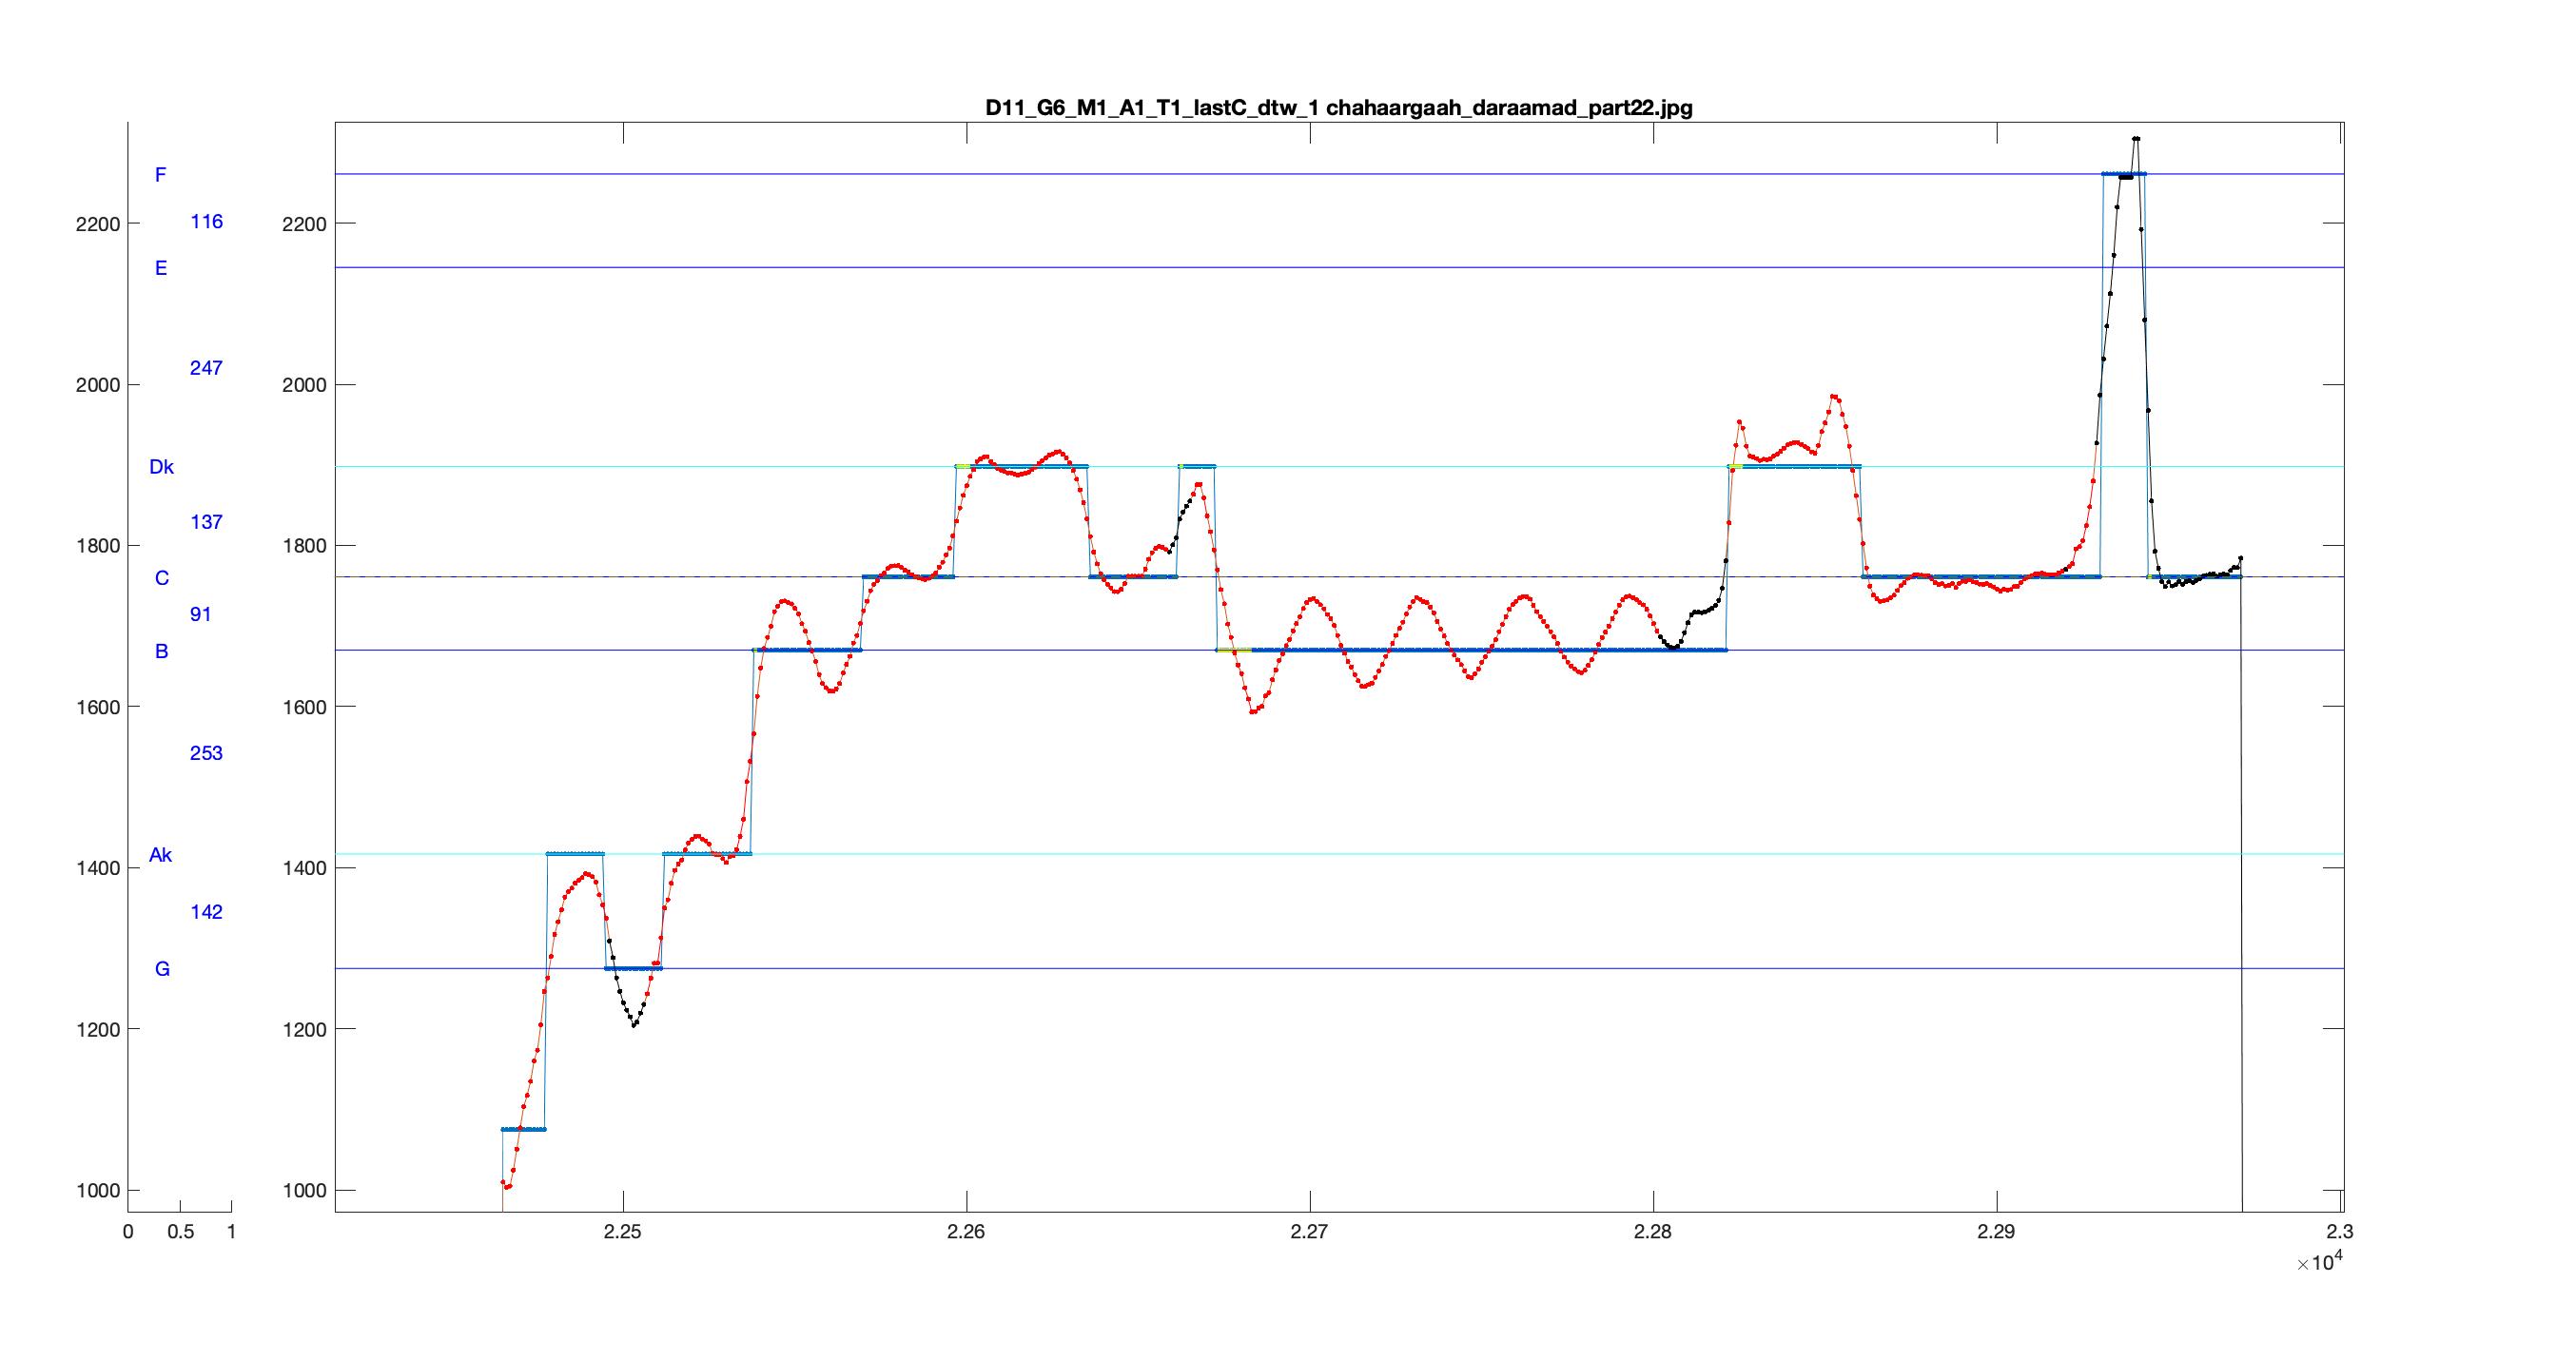 D11_G6_M1_A1_T1_lastC_dtw_1 chahaargaah_daraamad_part22.jpg
F
2200 116 2200
E
247
2000 2000
Dk
137
1800 1800
C
91
B
1600 1600
253
Ak
1400 1400
142
G
1200 1200
1000 1000
0 0.5 1 2.25 2.26 2.27 2.28 2.29 2.3
×10⁴